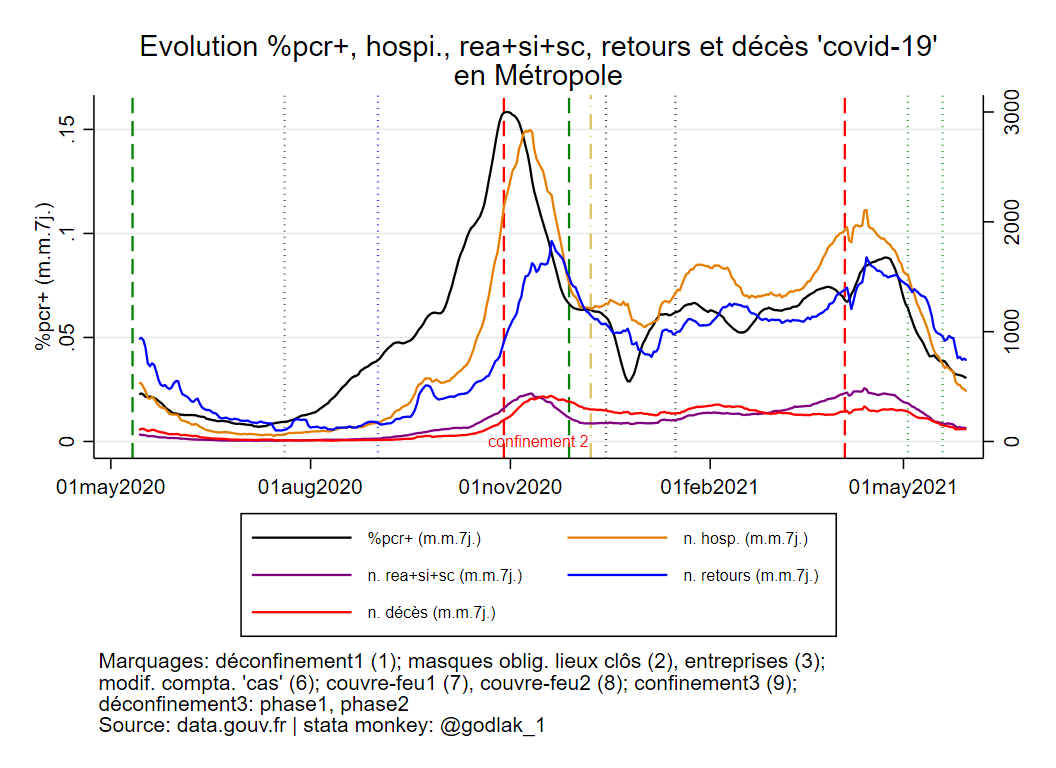 Evolution %pcr+, hospi., rea+si+sc, retours et décès 'covid-19'
en Métropole
%pcr+ (m.m.7j.)
.15
.1
.05
0
3000
2000
1000
0
confinement 2
01may2020
01aug2020
01nov2020
01feb2021
01may2021
%pcr+ (m.m.7j.)
n. hosp. (m.m.7j.)
n. rea+si+sc (m.m.7j.)
n. retours (m.m.7j.)
n. décès (m.m.7j.)
Marquages: déconfinement1 (1); masques oblig. lieux clôs (2), entreprises (3);
modif. compta. 'cas' (6); couvre-feu1 (7), couvre-feu2 (8); confinement3 (9);
déconfinement3: phase1, phase2
Source: data.gouv.fr | stata monkey: @godlak_1